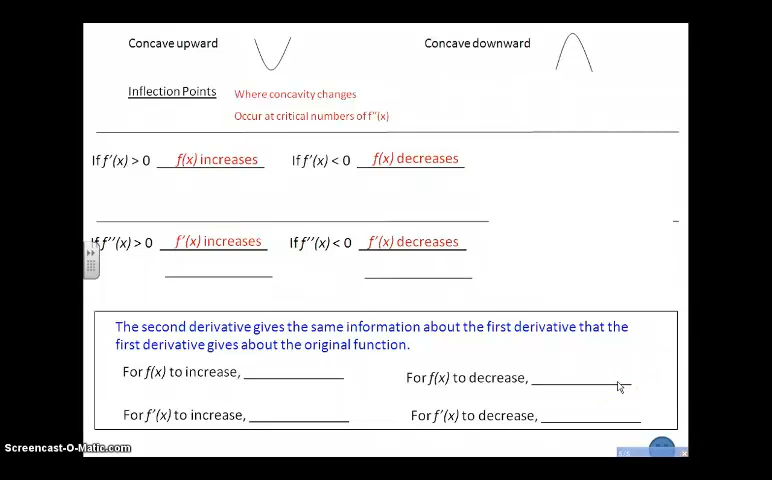 Concave upward Concave downward
Inflection Points Where concavity changes
Occur at critical numbers of f''(x)
If f'(x) > 0 f(x) increases If f'(x) < 0 f(x) decreases
If f''(x) > 0 f'(x) increases If f''(x) < 0 f'(x) decreases
The second derivative gives the same information about the first derivative that the
first derivative gives about the original function.
For f(x) to increase, For f(x) to decrease,
For f'(x) to increase, For f'(x) to decrease,
Screencast-O-Matic.com
5/5